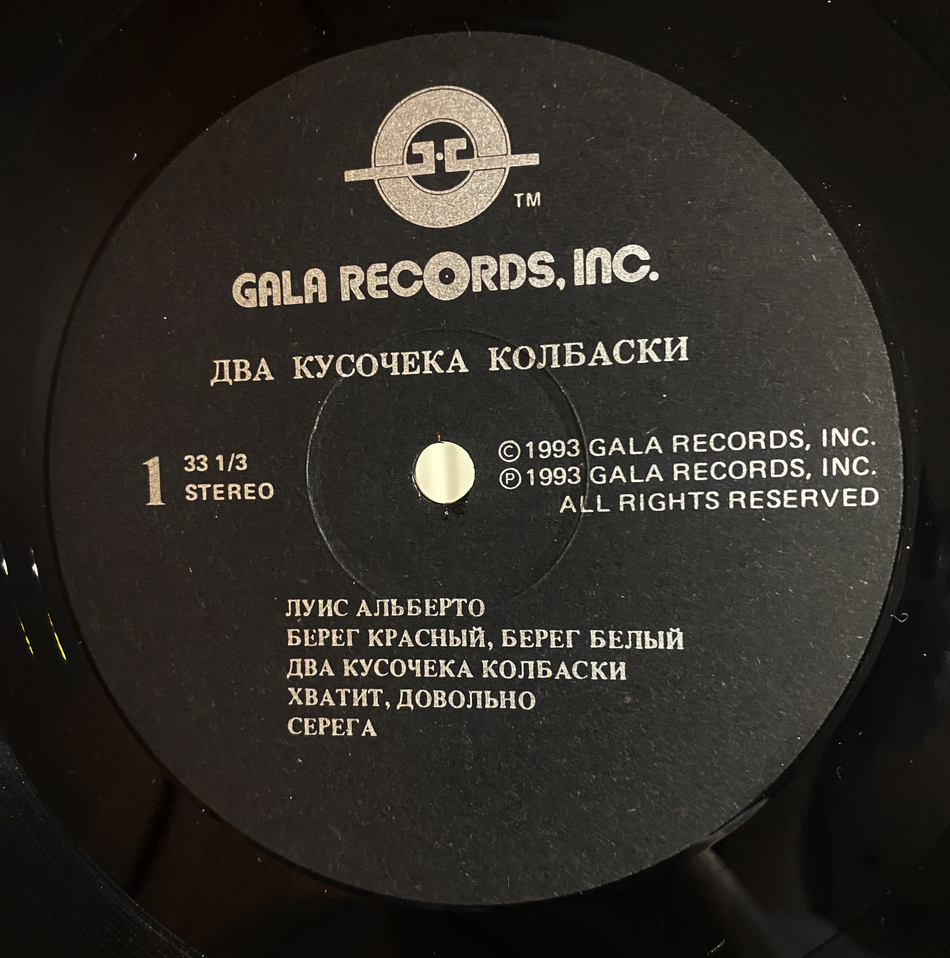 TM
GALA RECORDS, INC.
ДВА КУСОЧЕКА КОЛБАСКИ
1
33 1/3
STEREO
©1993 GALA RECORDS, INC.
℗1993 GALA RECORDS, INC.
ALL RIGHTS RESERVED
ЛУИС АЛЬБЕРТО
БЕРЕГ КРАСНЫЙ, БЕРЕГ БЕЛЫЙ
ДВА КУСОЧЕКА КОЛБАСКИ
ХВАТИТ, ДОВОЛЬНО
СЕРЕГА